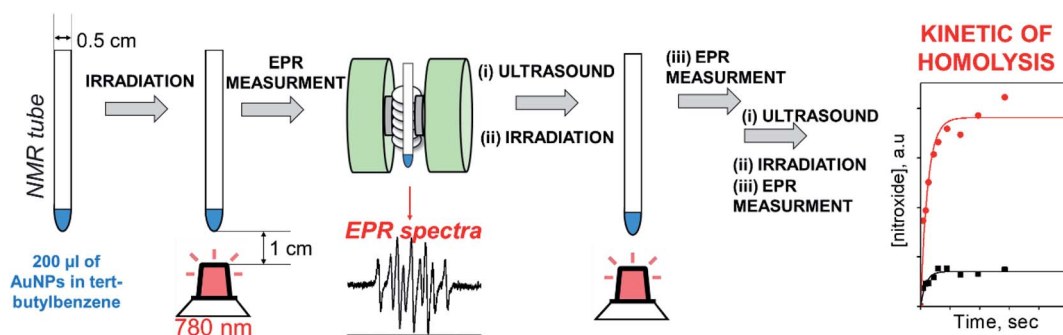 0.5 cm
NMR tube
200 µl of
AuNPs in tert-
butylbenzene
IRRADIATION
1 cm
780 nm
EPR
MEASURMENT
EPR spectra
(i) ULTRASOUND
(ii) IRRADIATION
(iii) EPR
MEASURMENT
(i) ULTRASOUND
(ii) IRRADIATION
(iii) EPR
MEASURMENT
KINETIC OF
HOMOLYSIS
[nitroxide], a.u
Time, sec